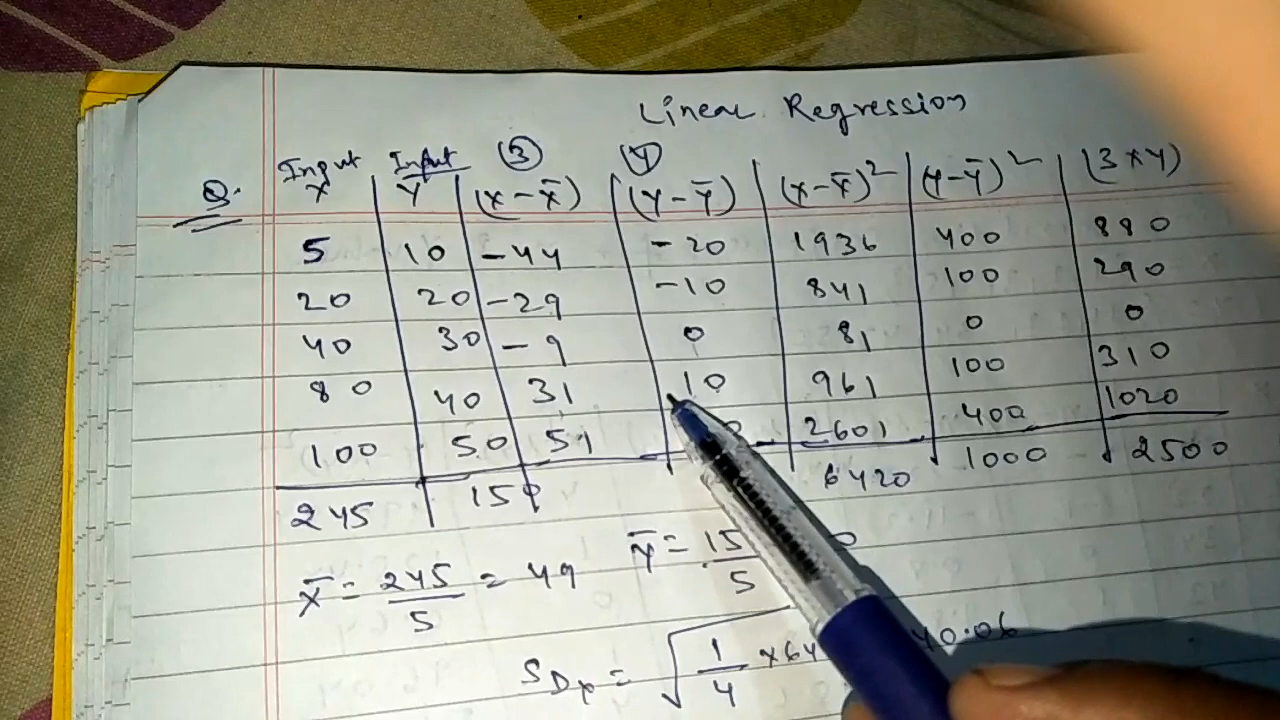 Linear Regression
Input Input ③ ④
Q. X Y (x-x̄) (Y-Ȳ) (x-x̄)² (Y-Ȳ)² (3*4)
5 10 -44 -20 1936 400 880
20 20 -29 -10 841 100 290
40 30 -9 0 81 0 0
80 40 31 10 961 100 310
100 50 51 2601 400 1020
245 150 6420 1000 2500
x̄ = 245/5 = 49 Ȳ = 15 /5
SDx = √1/4 × 64 40.06